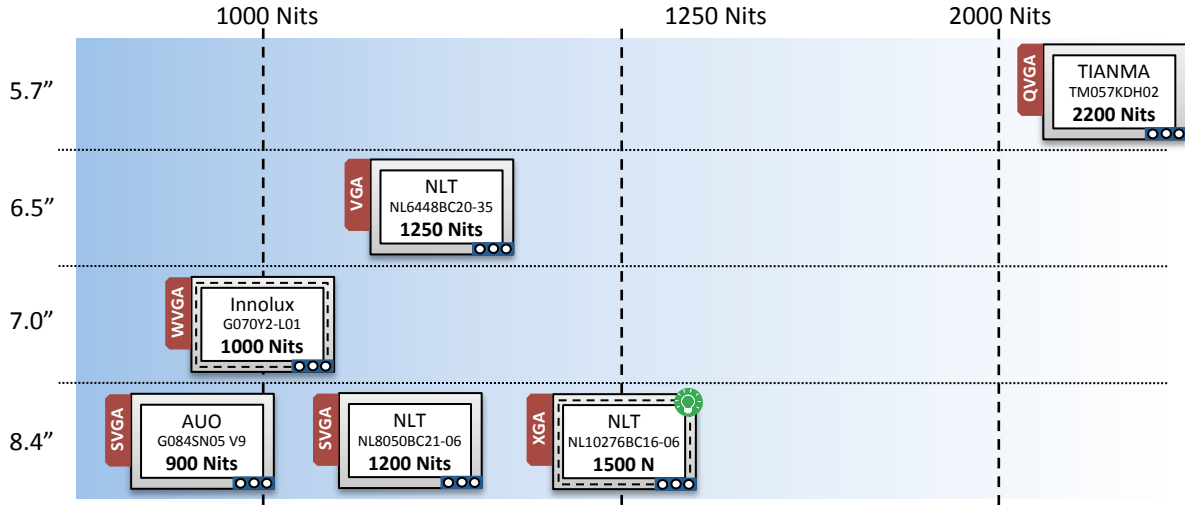 1000 Nits
1250 Nits
2000 Nits
5.7”
QVGA
TIANMA
TM057KDH02
2200 Nits
6.5”
VGA
NLT
NL6448BC20-35
1250 Nits
7.0”
WVGA
Innolux
G070Y2-L01
1000 Nits
8.4”
SVGA
AUO
G084SN05 V9
900 Nits
SVGA
NLT
NL8050BC21-06
1200 Nits
XGA
NLT
NL10276BC16-06
1500 N